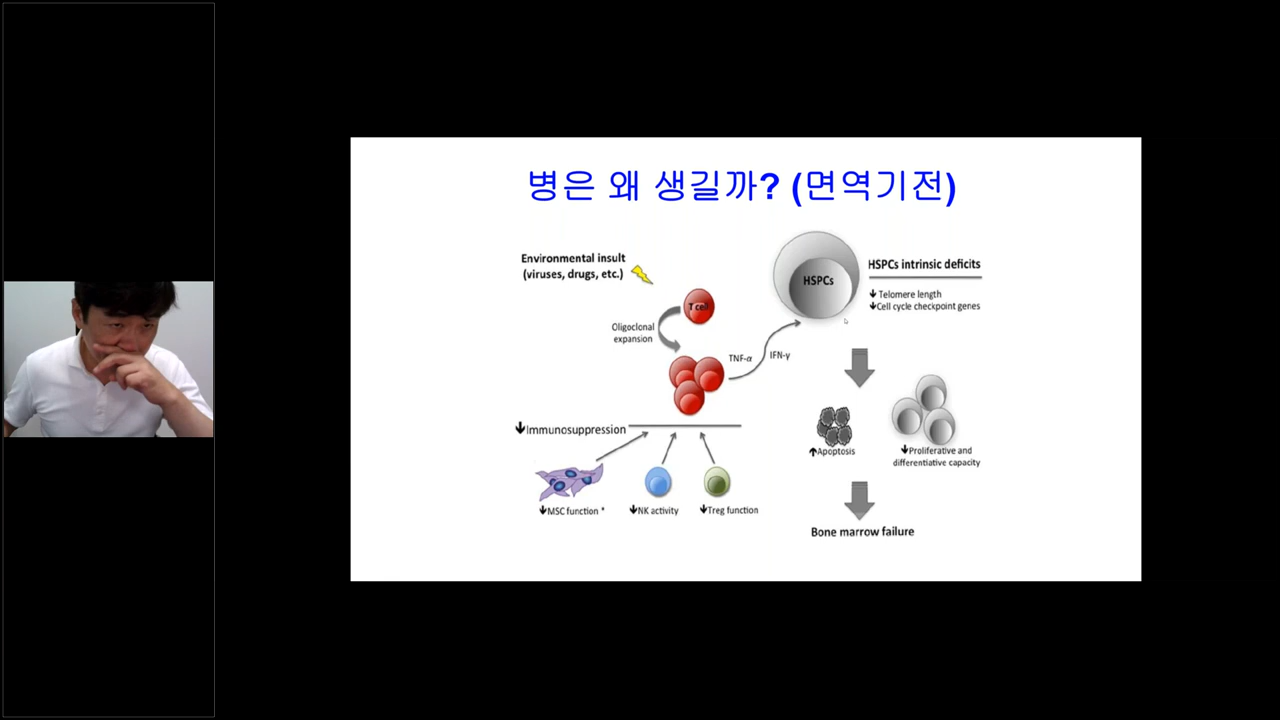 병은 왜 생길까? (면역기전)
Environmental insult
(viruses, drugs, etc.)
T cell
Oligoclonal
expansion
TNF-α
IFN-γ
HSPCs
HSPCs intrinsic deficits
↓ Telomere length
↓Cell cycle checkpoint genes
↓Immunosuppression
↓MSC function *
↓NK activity
↓Treg function
↑Apoptosis
↓Proliferative and
differentiative capacity
Bone marrow failure